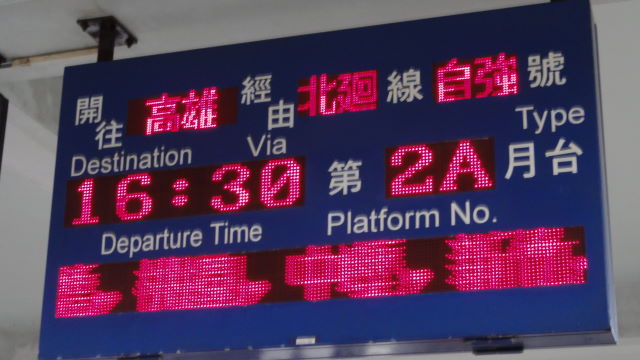 開往 高雄 經由 北廻 線 自強 號
Destination Via Type
16:30 第 2A 月台
Departure Time Platform No.